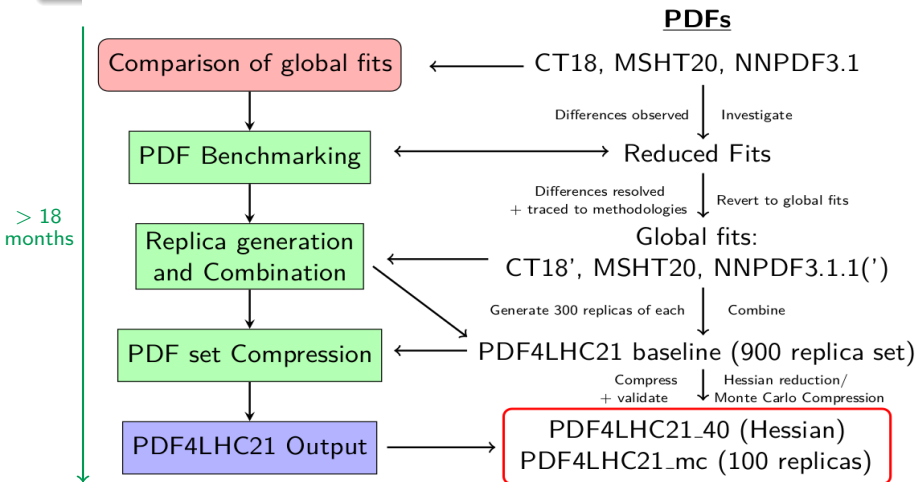 PDFs
Comparison of global fits
CT18, MSHT20, NNPDF3.1
Differences observed
Investigate
PDF Benchmarking
Reduced Fits
Differences resolved
+ traced to methodologies
Revert to global fits
> 18
months
Replica generation
and Combination
Global fits:
CT18', MSHT20, NNPDF3.1.1(')
Generate 300 replicas of each
Combine
PDF set Compression
PDF4LHC21 baseline (900 replica set)
Compress
+ validate
Hessian reduction/
Monte Carlo Compression
PDF4LHC21 Output
PDF4LHC21_40 (Hessian)
PDF4LHC21_mc (100 replicas)